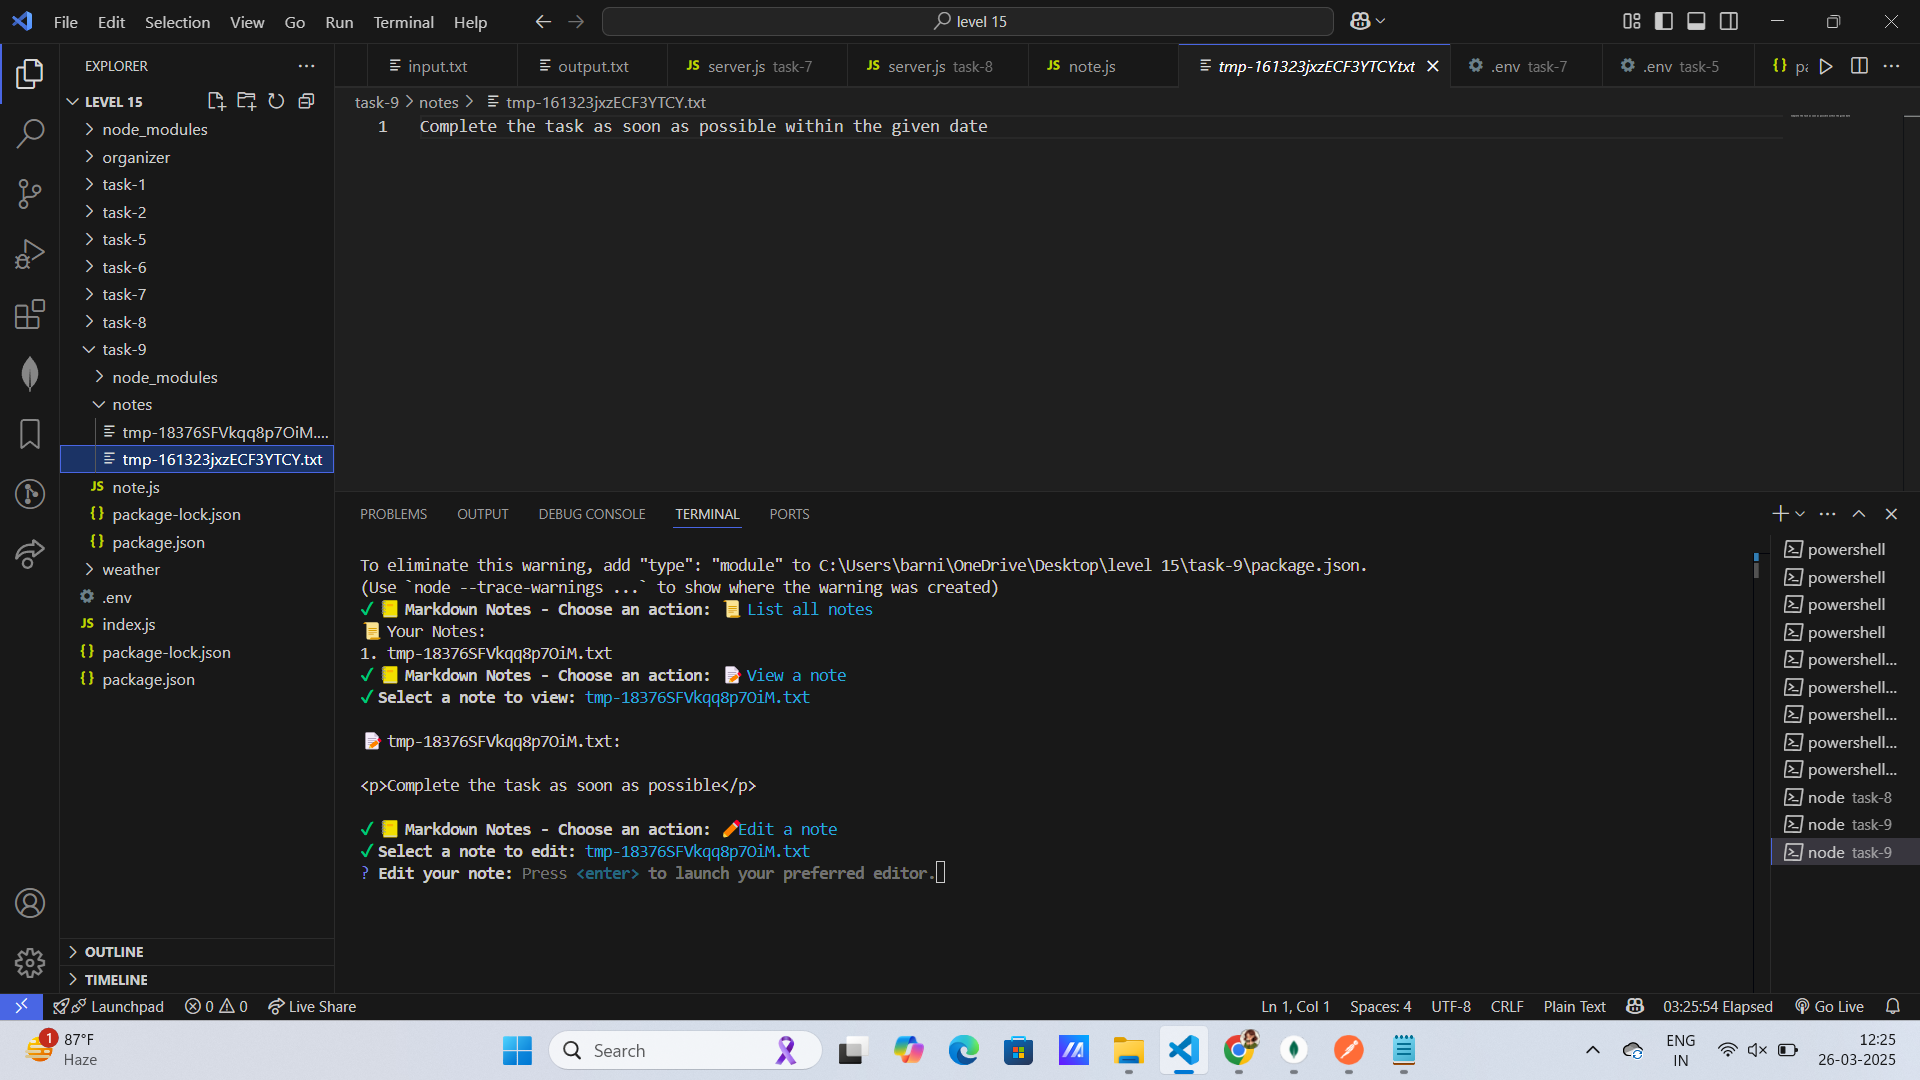 File Edit Selection View Go Run Terminal Help
level 15
EXPLORER
LEVEL 15
node_modules
organizer
task-1
task-2
task-5
task-6
task-7
task-8
task-9
node_modules
notes
tmp-18376SFVkqq8p7OiM....
tmp-161323jxzECF3YTCY.txt
JS note.js
{} package-lock.json
{} package.json
weather
.env
JS index.js
{} package-lock.json
{} package.json
OUTLINE
TIMELINE
input.txt output.txt JS server.js task-7 JS server.js task-8 JS note.js tmp-161323jxzECF3YTCY.txt .env task-7 .env task-5 {} pa
task-9 > notes > tmp-161323jxzECF3YTCY.txt
1 Complete the task as soon as possible within the given date
PROBLEMS OUTPUT DEBUG CONSOLE TERMINAL PORTS
To eliminate this warning, add "type": "module" to C:\Users\barni\OneDrive\Desktop\level 15\task-9\package.json.
(Use `node --trace-warnings ...` to show where the warning was created)
✓ 📒 Markdown Notes - Choose an action: 📜 List all notes
📜 Your Notes:
1. tmp-18376SFVkqq8p7OiM.txt
✓ 📒 Markdown Notes - Choose an action: 📝 View a note
✓ Select a note to view: tmp-18376SFVkqq8p7OiM.txt
📝 tmp-18376SFVkqq8p7OiM.txt:
<p>Complete the task as soon as possible</p>
✓ 📒 Markdown Notes - Choose an action: 🖍️Edit a note
✓ Select a note to edit: tmp-18376SFVkqq8p7OiM.txt
? Edit your note: Press <enter> to launch your preferred editor.
powershell
powershell
powershell
powershell
powershell...
powershell...
powershell...
powershell...
powershell...
node task-8
node task-9
node task-9
Launchpad 0 0 Live Share Ln 1, Col 1 Spaces: 4 UTF-8 CRLF Plain Text 03:25:54 Elapsed Go Live
1 87°F
Haze
Search
ENG
IN
12:25
26-03-2025